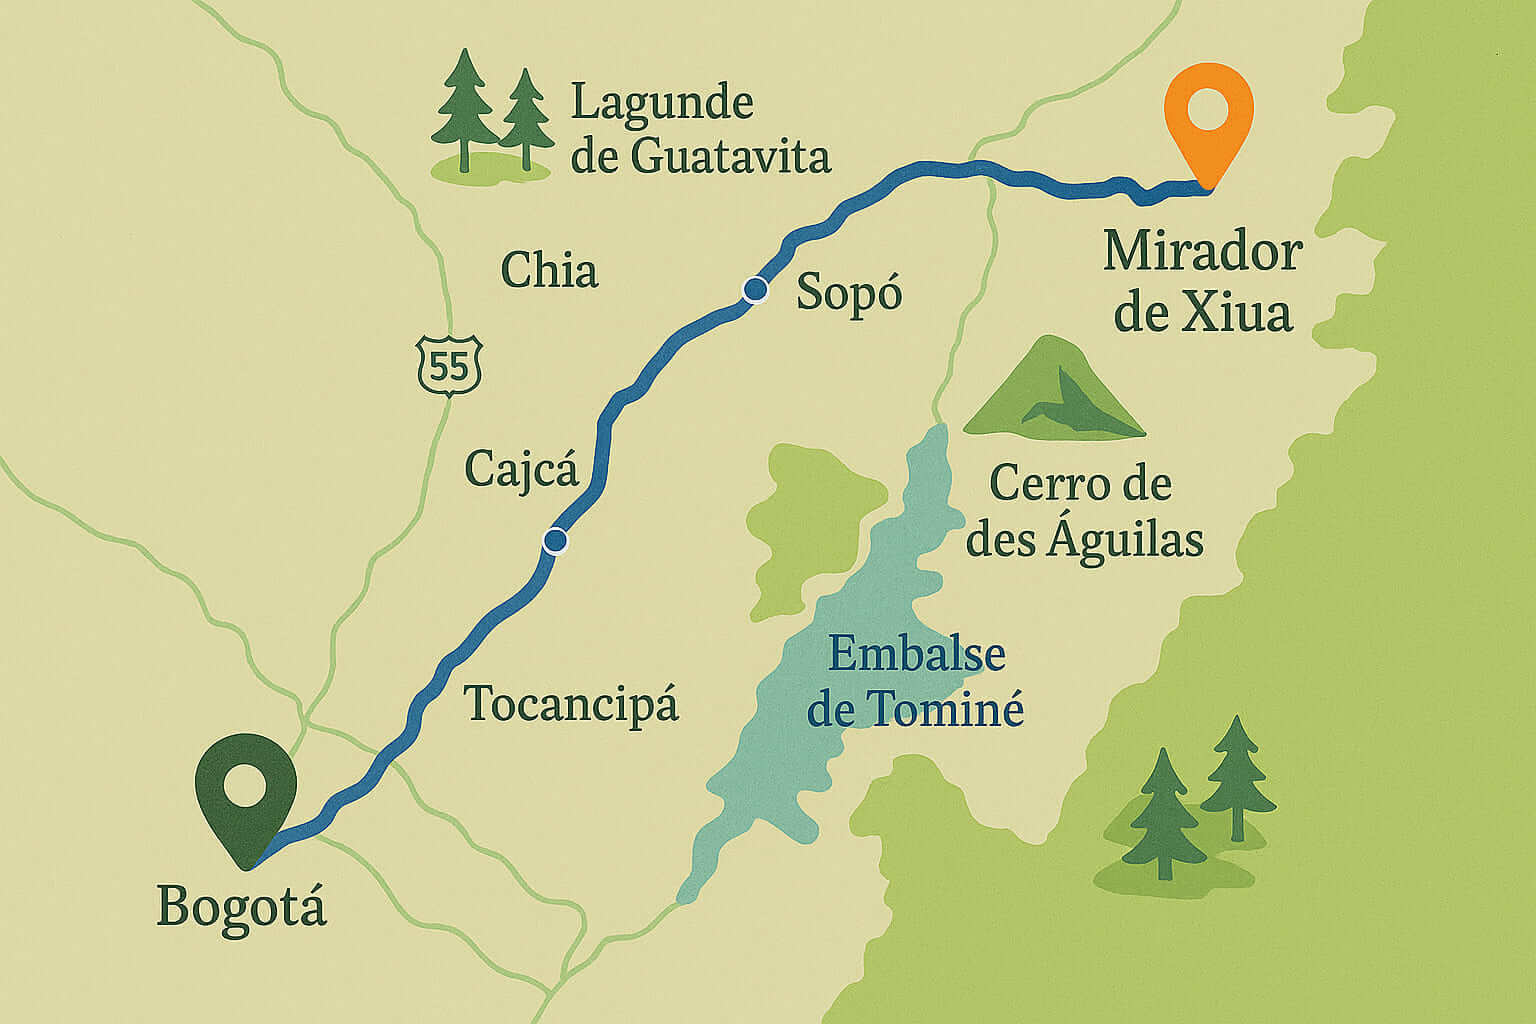 Lagunde
de Guatavita
Mirador
de Xiua
Chia
Sopó
55
Cajcá
Cerro de
des Águilas
Embalse
de Tominé
Tocancipá
Bogotá